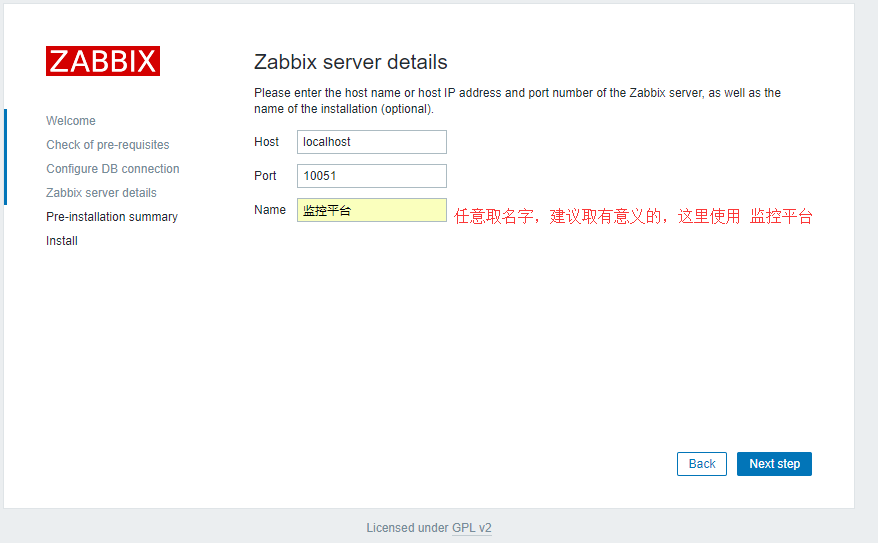 ZABBIX
Welcome
Check of pre-requisites
Configure DB connection
Zabbix server details
Pre-installation summary
Install
Zabbix server details
Please enter the host name or host IP address and port number of the Zabbix server, as well as the
name of the installation (optional).
Host localhost
Port 10051
Name 监控平台 任意取名字，建议取有意义的，这里使用 监控平台
Back Next step
Licensed under GPL v2